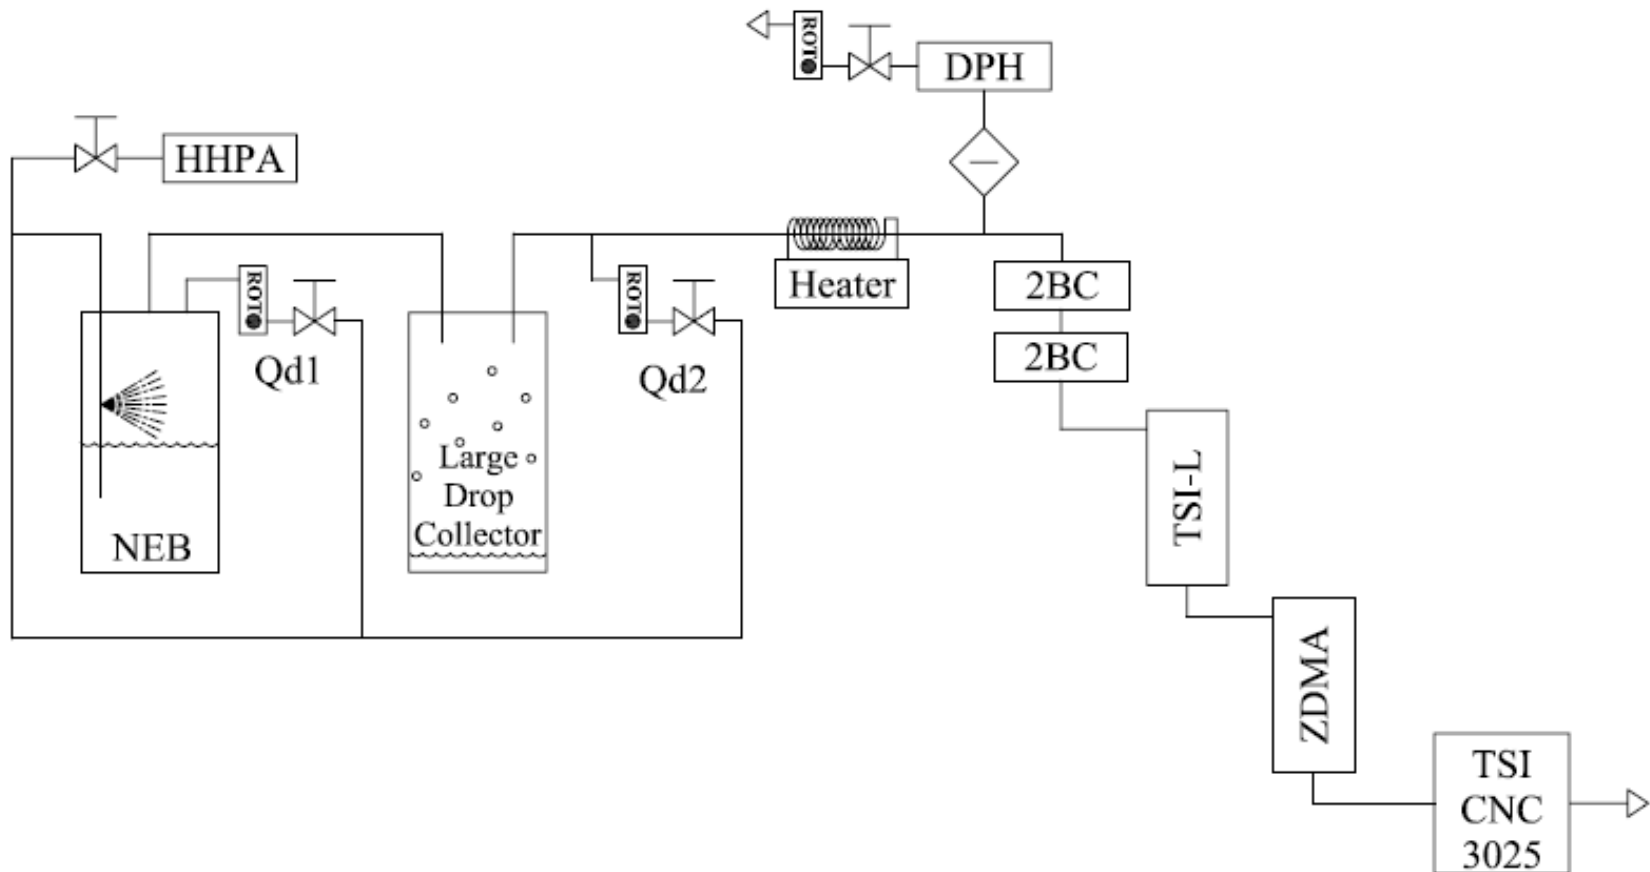 ROT
DPH
HHPA
ROT
Qd1
ROT
Qd2
Heater
2BC
2BC
Large
Drop
Collector
NEB
TSI-L
ZDMA
TSI
CNC
3025